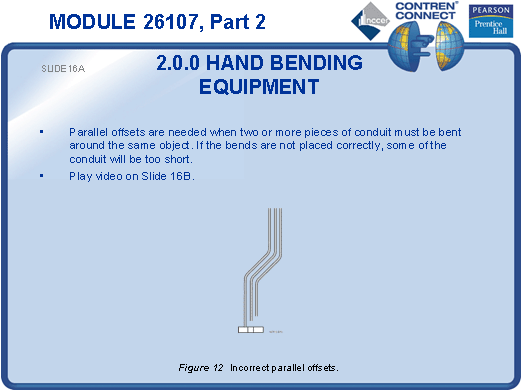 MODULE 26107, Part 2
nccer
CONTREN®
CONNECT
PEARSON
Prentice
Hall
SLIDE 16A
2.0.0 HAND BENDING
EQUIPMENT
• Parallel offsets are needed when two or more pieces of conduit must be bent
around the same object. If the bends are not placed correctly, some of the
conduit will be too short.
• Play video on Slide 16B.
Figure 12 Incorrect parallel offsets.